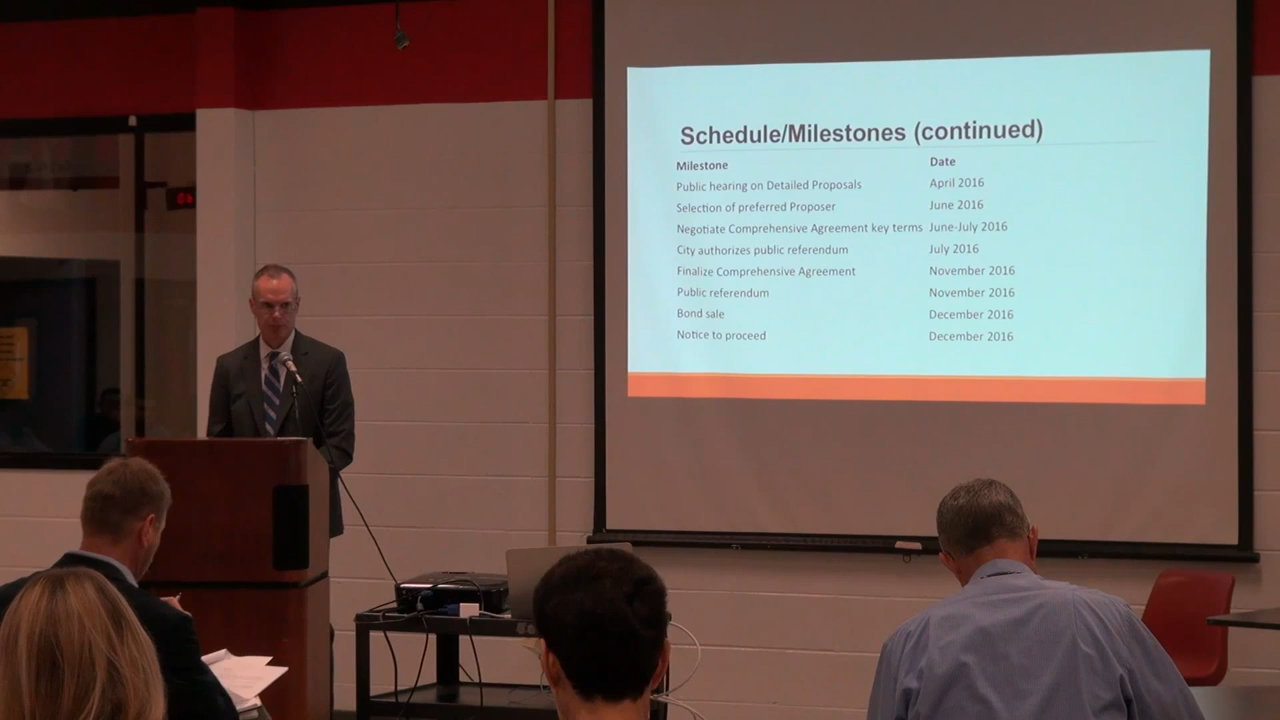 Schedule/Milestones (continued)
Milestone Date
Public hearing on Detailed Proposals April 2016
Selection of preferred Proposer June 2016
Negotiate Comprehensive Agreement key terms June-July 2016
City authorizes public referendum July 2016
Finalize Comprehensive Agreement November 2016
Public referendum November 2016
Bond sale December 2016
Notice to proceed December 2016